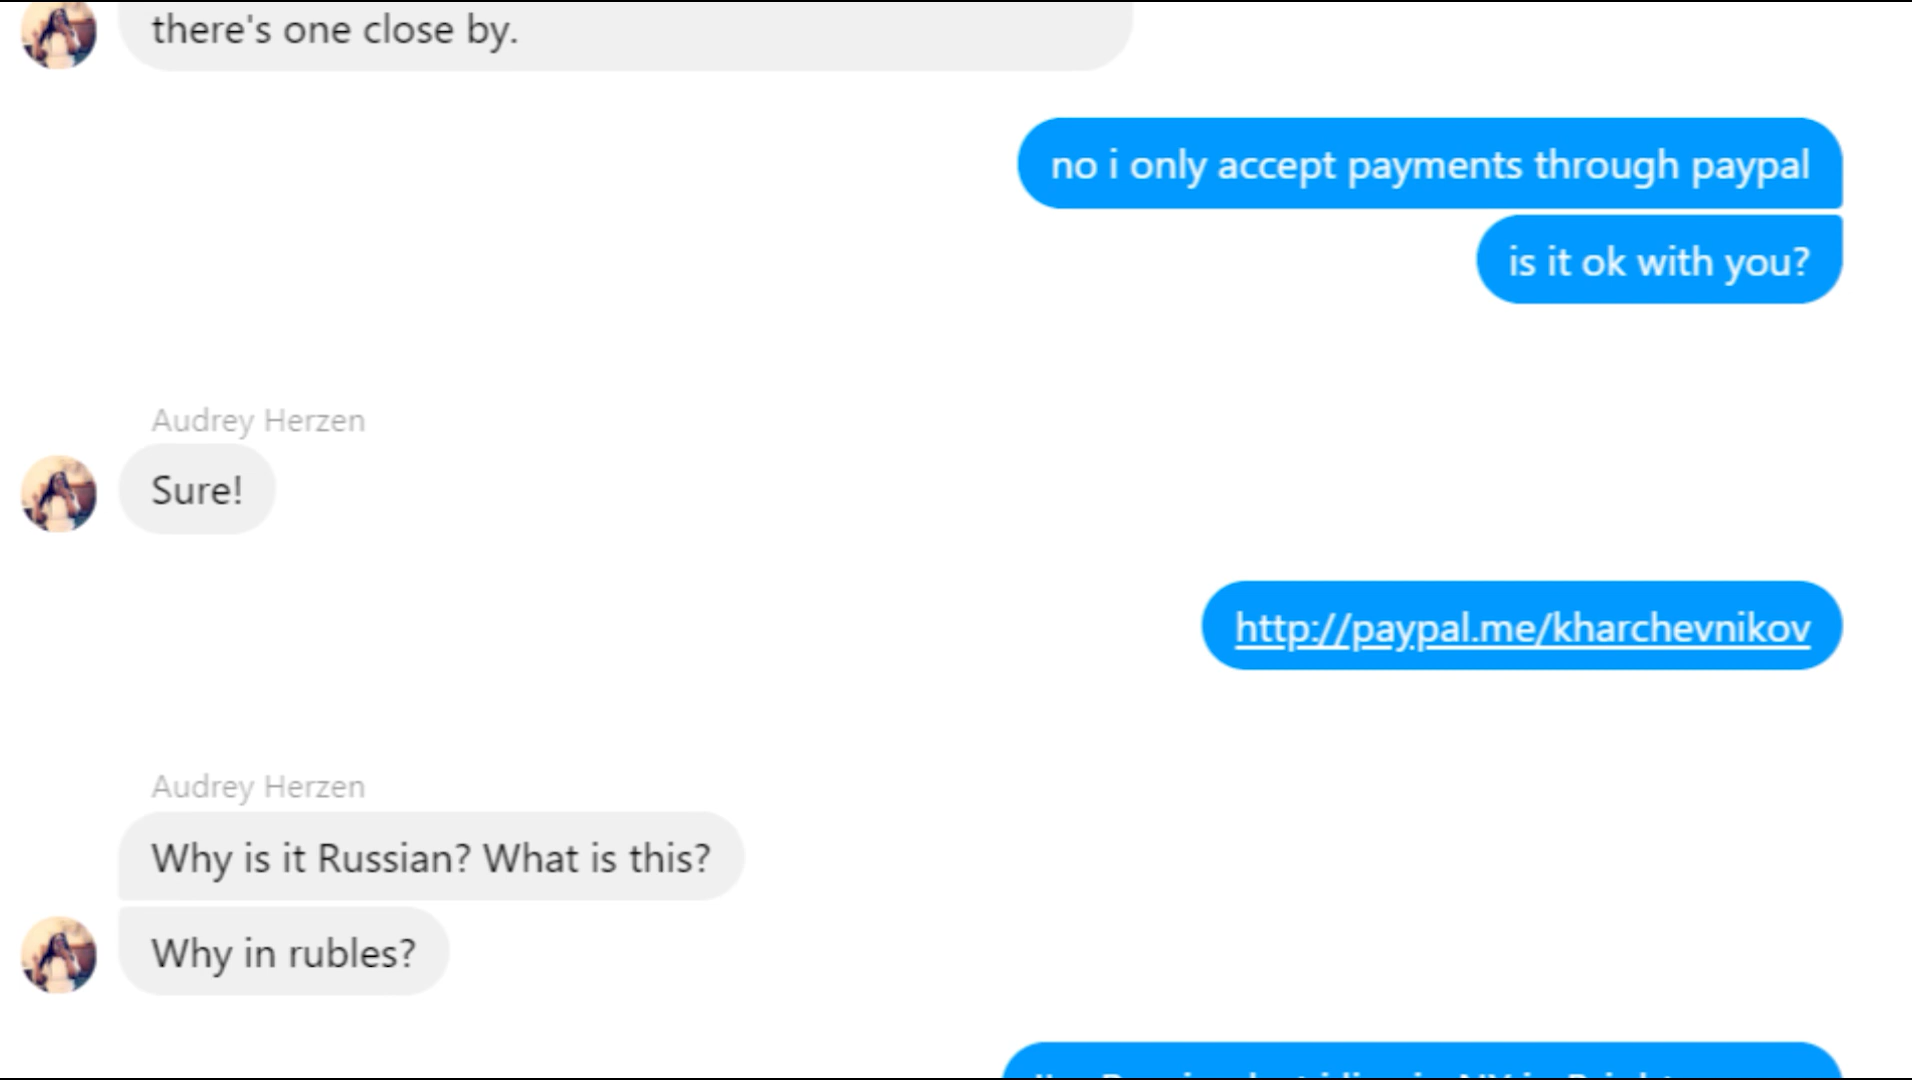 there's one close by.
no i only accept payments through paypal
is it ok with you?
Audrey Herzen
Sure!
http://paypal.me/kharchevnikov
Audrey Herzen
Why is it Russian? What is this?
Why in rubles?